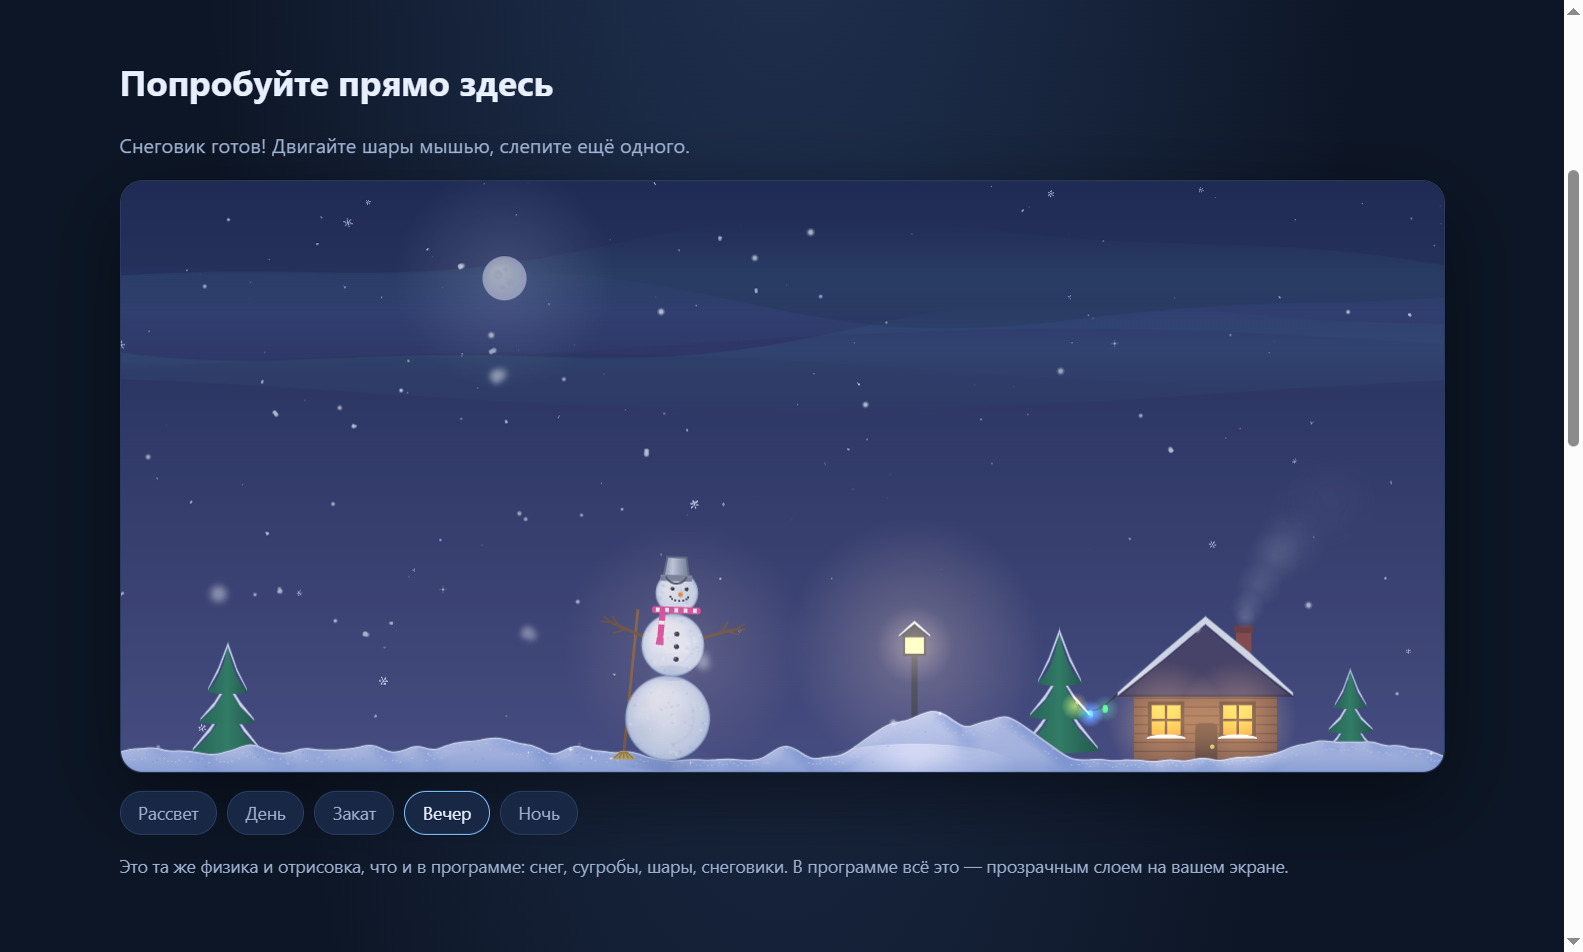 Попробуйте прямо здесь
Снеговик готов! Двигайте шары мышью, слепите ещё одного.
Рассвет
День
Закат
Вечер
Ночь
Это та же физика и отрисовка, что и в программе: снег, сугробы, шары, снеговики. В программе всё это — прозрачным слоем на вашем экране.